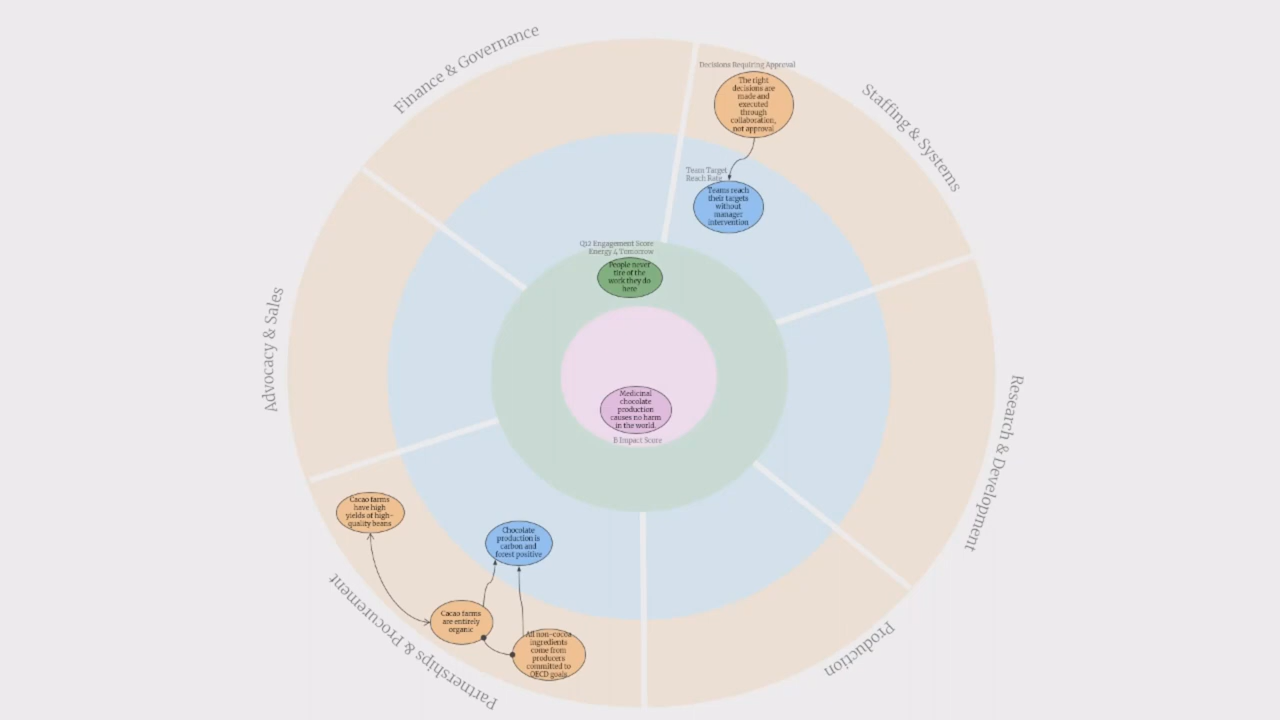 Finance & Governance
Staffing & Systems
Decisions Requiring Approval
The right
decisions are
made and
executed
through
collaboration,
not approval
Team Target
Reach Rate
Teams reach
their targets
without
manager
intervention
Q12 Engagement Score
Energy 4 Tomorrow
People never
tire of the
work they do
here
Advocacy & Sales
Medicinal
chocolate
production
causes no harm
in the world.
B Impact Score
Research & Development
Cacao farms
have high
yields of high-
quality beans
Chocolate
production is
carbon and
forest positive
Cacao farms
are entirely
organic
All non-cocoa
ingredients
come from
producers
committed to
OECD goals
Partnerships & Procurement
Production